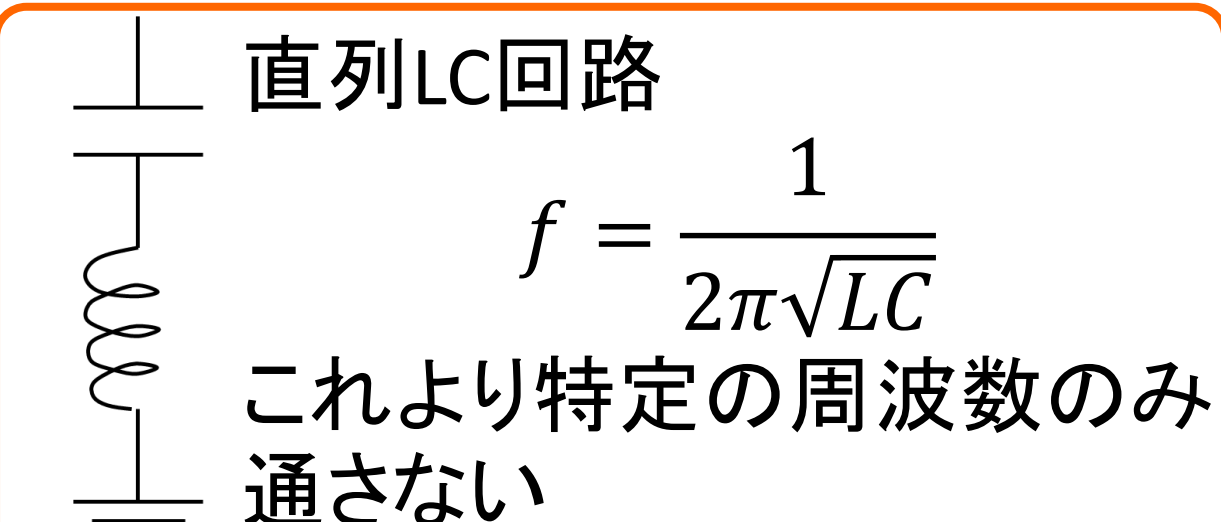 直列LC回路
f = \frac{1}{2π√LC}
これより特定の周波数のみ
通さない